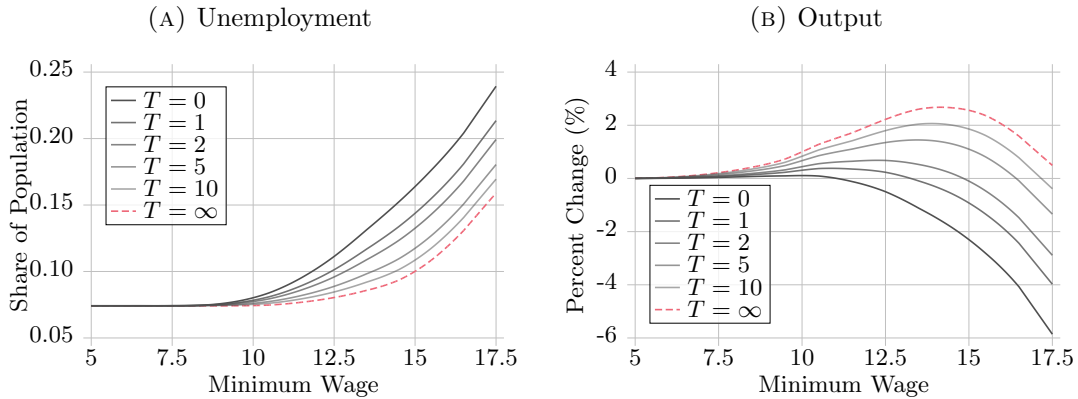 (A) Unemployment
Share of Population
0.25
0.20
0.15
0.10
0.05
T = 0
T = 1
T = 2
T = 5
T = 10
T = ∞
5 7.5 10 12.5 15 17.5
Minimum Wage
(B) Output
Percent Change (%)
4
2
0
-2
-4
-6
T = 0
T = 1
T = 2
T = 5
T = 10
T = ∞
5 7.5 10 12.5 15 17.5
Minimum Wage